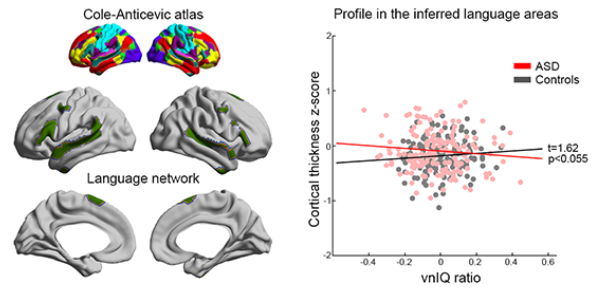 Cole-Anticevic atlas
Language network
Profile in the inferred language areas
ASD
Controls
Cortical thickness z-score
2
1
0
-1
-2
t=1.62
p<0.055
-0.4
-0.2
0
0.2
0.4
0.6
vnIQ ratio